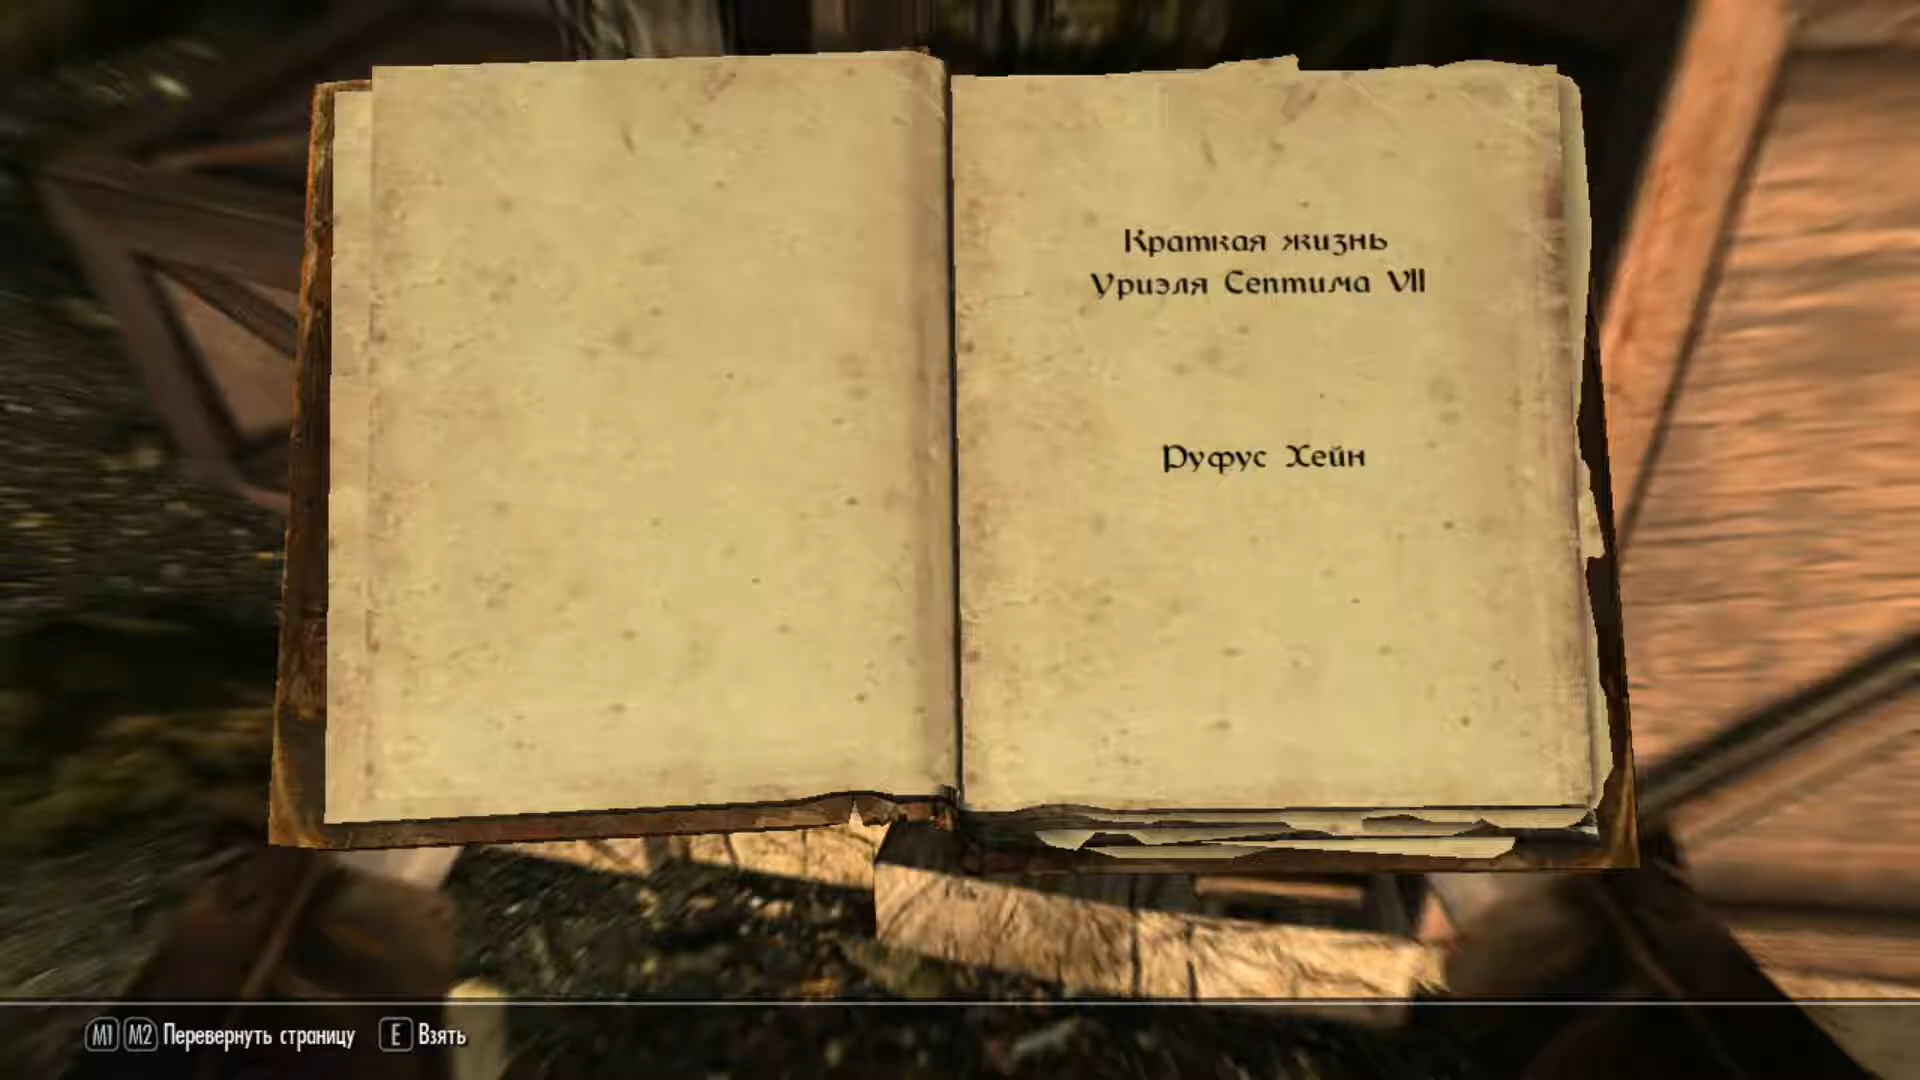 Краткая жизнь
Уриэля Септима VII
Руфус Хейн
M1 M2 Перевернуть страницу E Взять